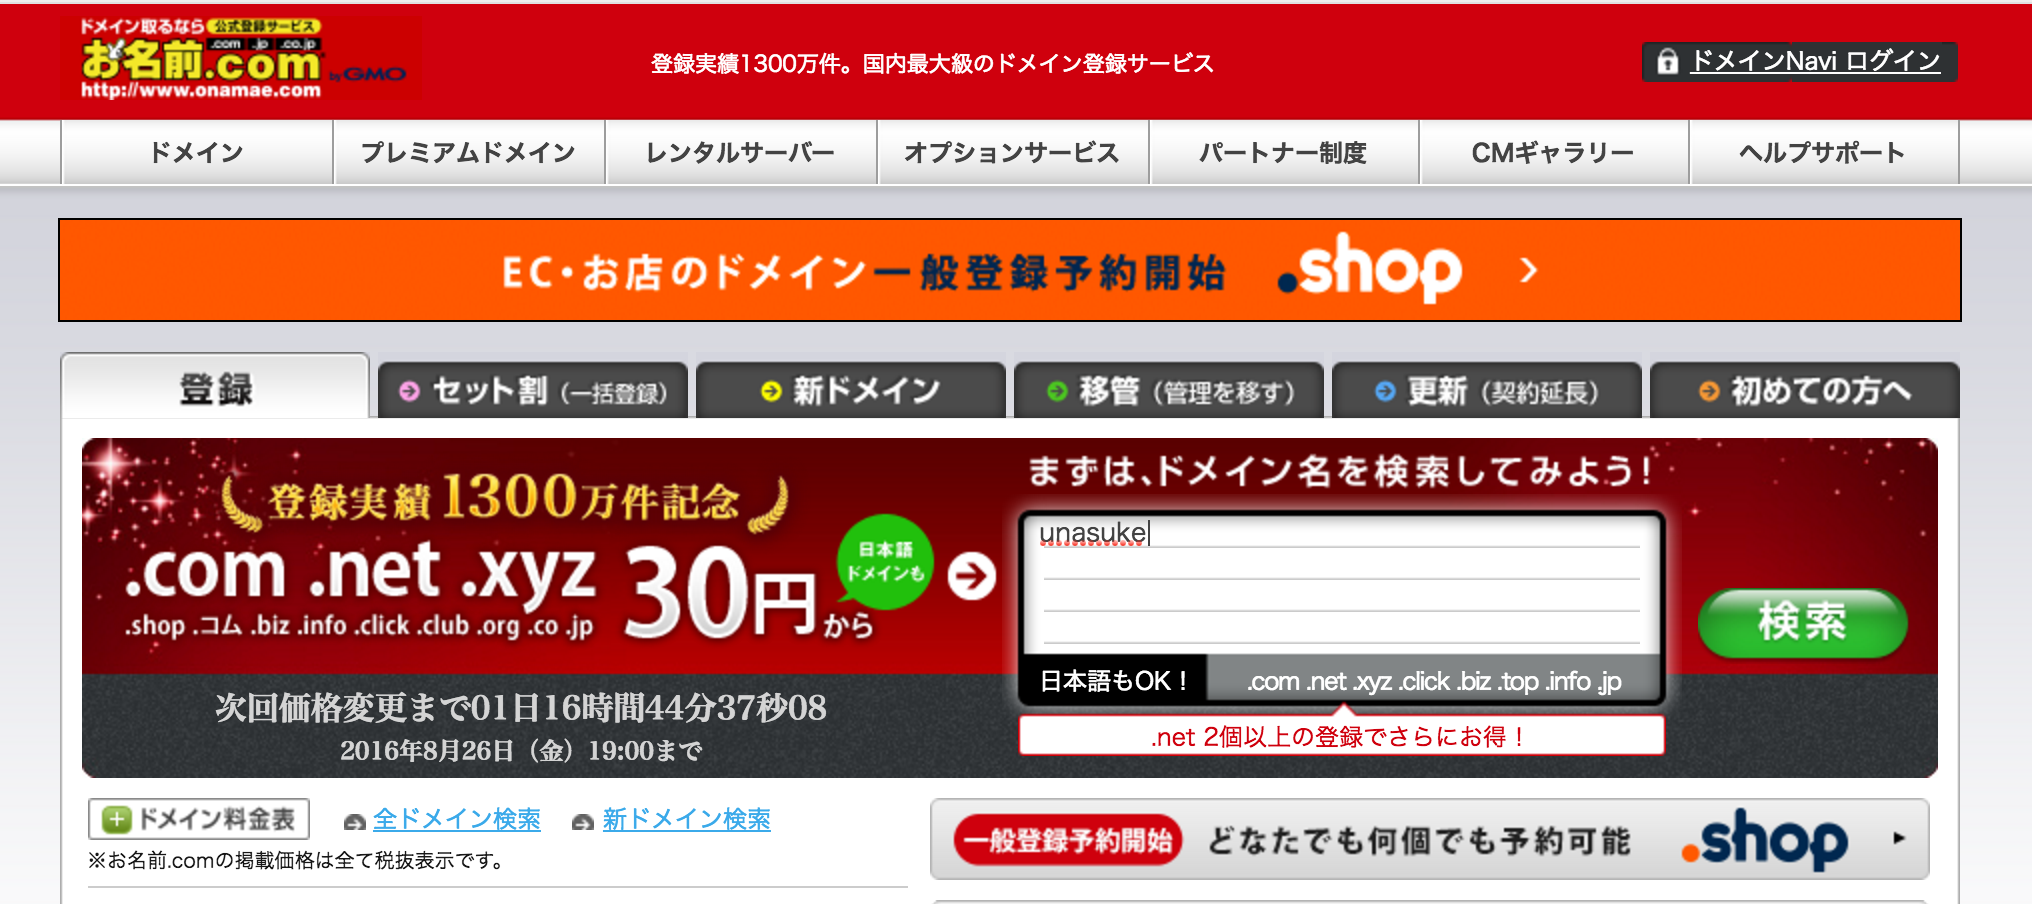 ドメイン取るなら 公式登録サービス
.com .jp .co.jp
お名前.com by GMO
http://www.onamae.com
登録実績1300万件。国内最大級のドメイン登録サービス
ドメインNavi ログイン
ドメイン プレミアムドメイン レンタルサーバー オプションサービス パートナー制度 CMギャラリー ヘルプサポート
EC・お店のドメイン一般登録予約開始 .shop
登録 セット割（一括登録） 新ドメイン 移管（管理を移す） 更新（契約延長） 初めての方へ
登録実績1300万件記念
.com .net .xyz 30円から
.shop .コム .biz .info .click .club .org .co .jp
日本語
ドメインも
次回価格変更まで01日16時間44分37秒08
2016年8月26日（金）19:00まで
まずは、ドメイン名を検索してみよう！
unasuke
検索
日本語もOK！ .com .net .xyz .click .biz .top .info .jp
.net 2個以上の登録でさらにお得！
ドメイン料金表 全ドメイン検索 新ドメイン検索
※お名前.comの掲載価格は全て税抜表示です。
一般登録予約開始 どなたでも何個でも予約可能 .shop